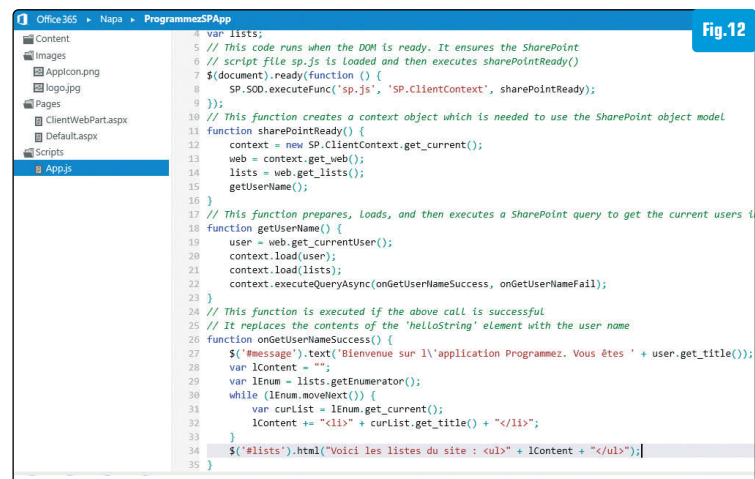 Office 365 ▸ Napa ▸ ProgrammezSPApp
Fig.12
Content
Images
AppIcon.png
logo.jpg
Pages
ClientWebPart.aspx
Default.aspx
Scripts
App.js
4 var lists;
5 // This code runs when the DOM is ready. It ensures the SharePoint
6 // script file sp.js is loaded and then executes sharePointReady()
7 $(document).ready(function () {
8     SP.SOD.executeFunc('sp.js', 'SP.ClientContext', sharePointReady);
9 });
10 // This function creates a context object which is needed to use the SharePoint object model
11 function sharePointReady() {
12     context = new SP.ClientContext.get_current();
13     web = context.get_web();
14     lists = web.get_lists();
15     getUserName();
16 }
17 // This function prepares, loads, and then executes a SharePoint query to get the current users
18 function getUserName() {
19     user = web.get_currentUser();
20     context.load(user);
21     context.load(lists);
22     context.executeQueryAsync(onGetUserNameSuccess, onGetUserNameFail);
23 }
24 // This function is executed if the above call is successful
25 // It replaces the contents of the 'helloString' element with the user name
26 function onGetUserNameSuccess() {
27     $('#message').text('Bienvenue sur l\'application Programmez. Vous êtes ' + user.get_title());
28     var lContent = "";
29     var lEnum = lists.getEnumerator();
30     while (lEnum.moveNext()) {
31         var curList = lEnum.get_current();
32         lContent += "<li>" + curList.get_title() + "</li>";
33     }
34     $('#lists').html("Voici les listes du site : <ul>" + lContent + "</ul>");
35 }